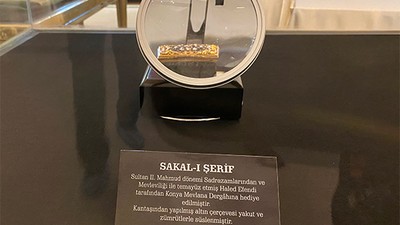 SAKAL-I ŞERİF
Sultan II. Mahmud dönemi Sadrazamlarından ve
Mevleviliği ile temayüz etmiş Haled Efendi
tarafından Konya Mevlana Dergâhına hediye
edilmiştir.
Kantaşından yapılmış altın çerçevesi yakut ve
zümrütlerle süslenmiştir.